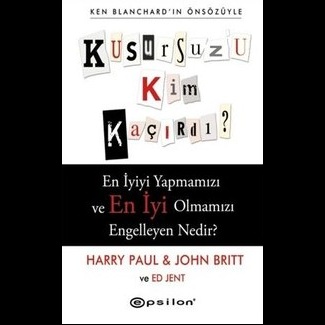 KEN BLANCHARD'IN ÖNSÖZÜYLE
KUSURSUZU
Kim
Kaçırdı?
En İyiyi Yapmamızı
ve En İyi Olmamızı
Engelleyen Nedir?
HARRY PAUL & JOHN BRITT
ve ED JENT
epsilon